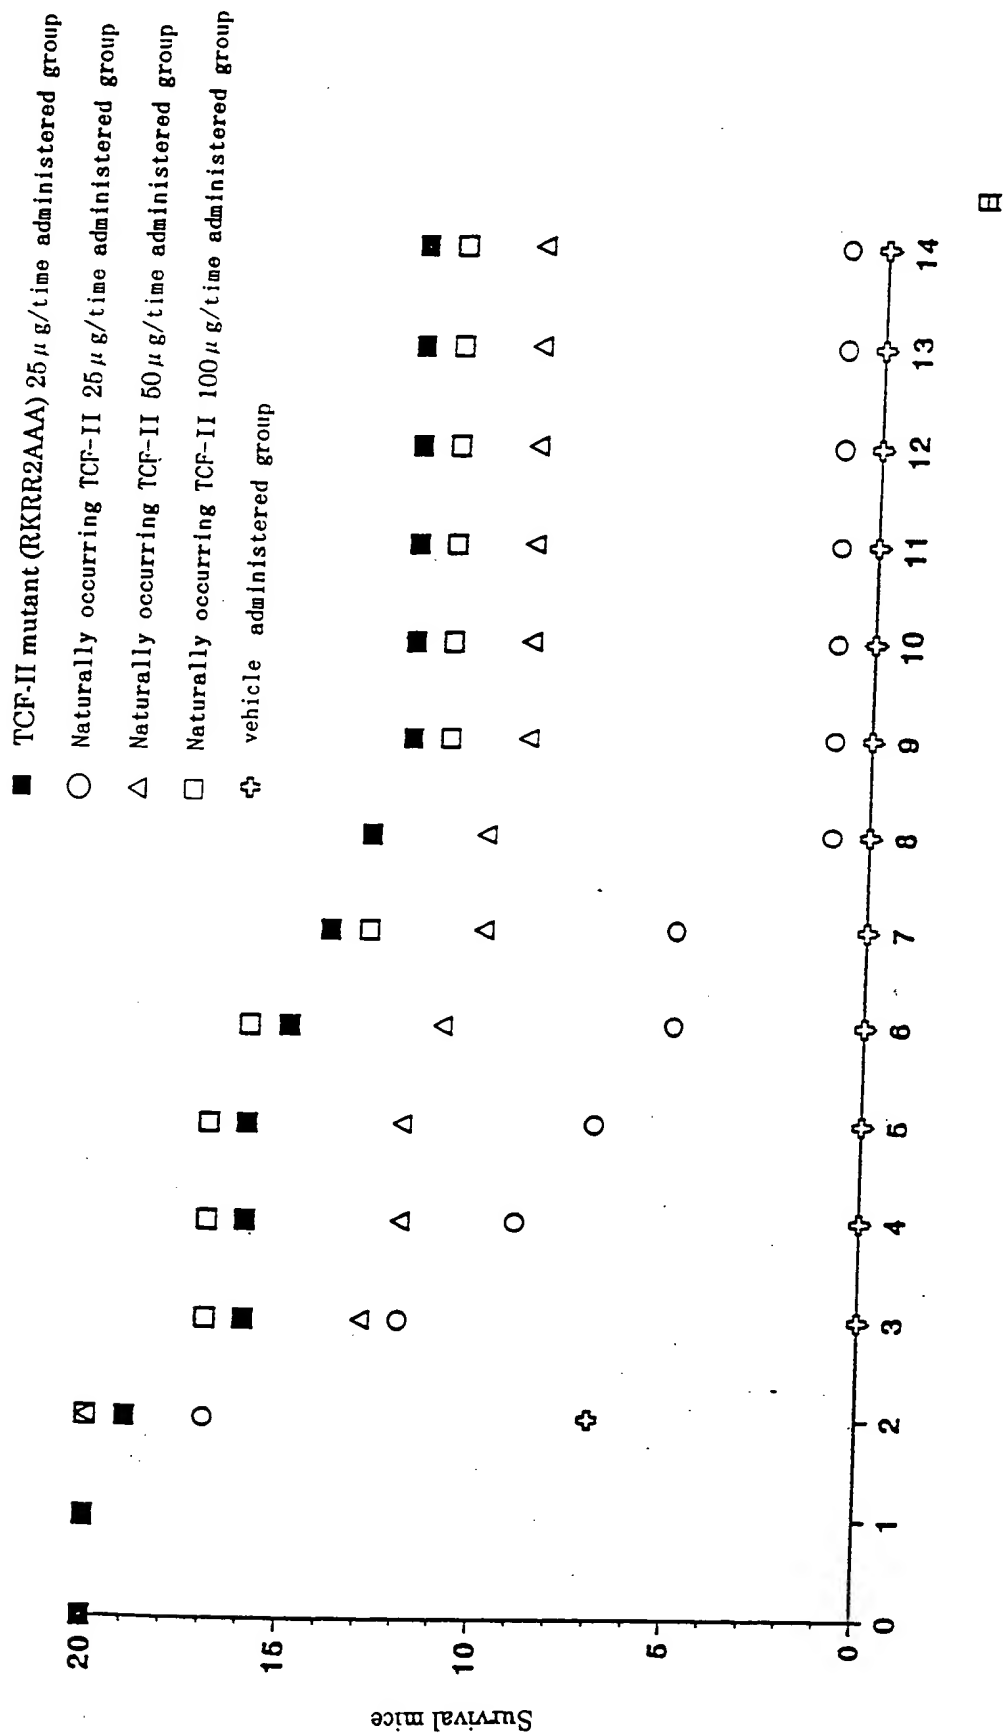 TCF-II mutant (RKRR2AAA) 25μg/time administered group
Naturally occurring TCF-II 25μg/time administered group
Naturally occurring TCF-II 50μg/time administered group
Naturally occurring TCF-II 100μg/time administered group
vehicle administered group
Survival mice
20
15
10
5
0
0 1 2 3 4 5 6 7 8 9 10 11 12 13 14
日